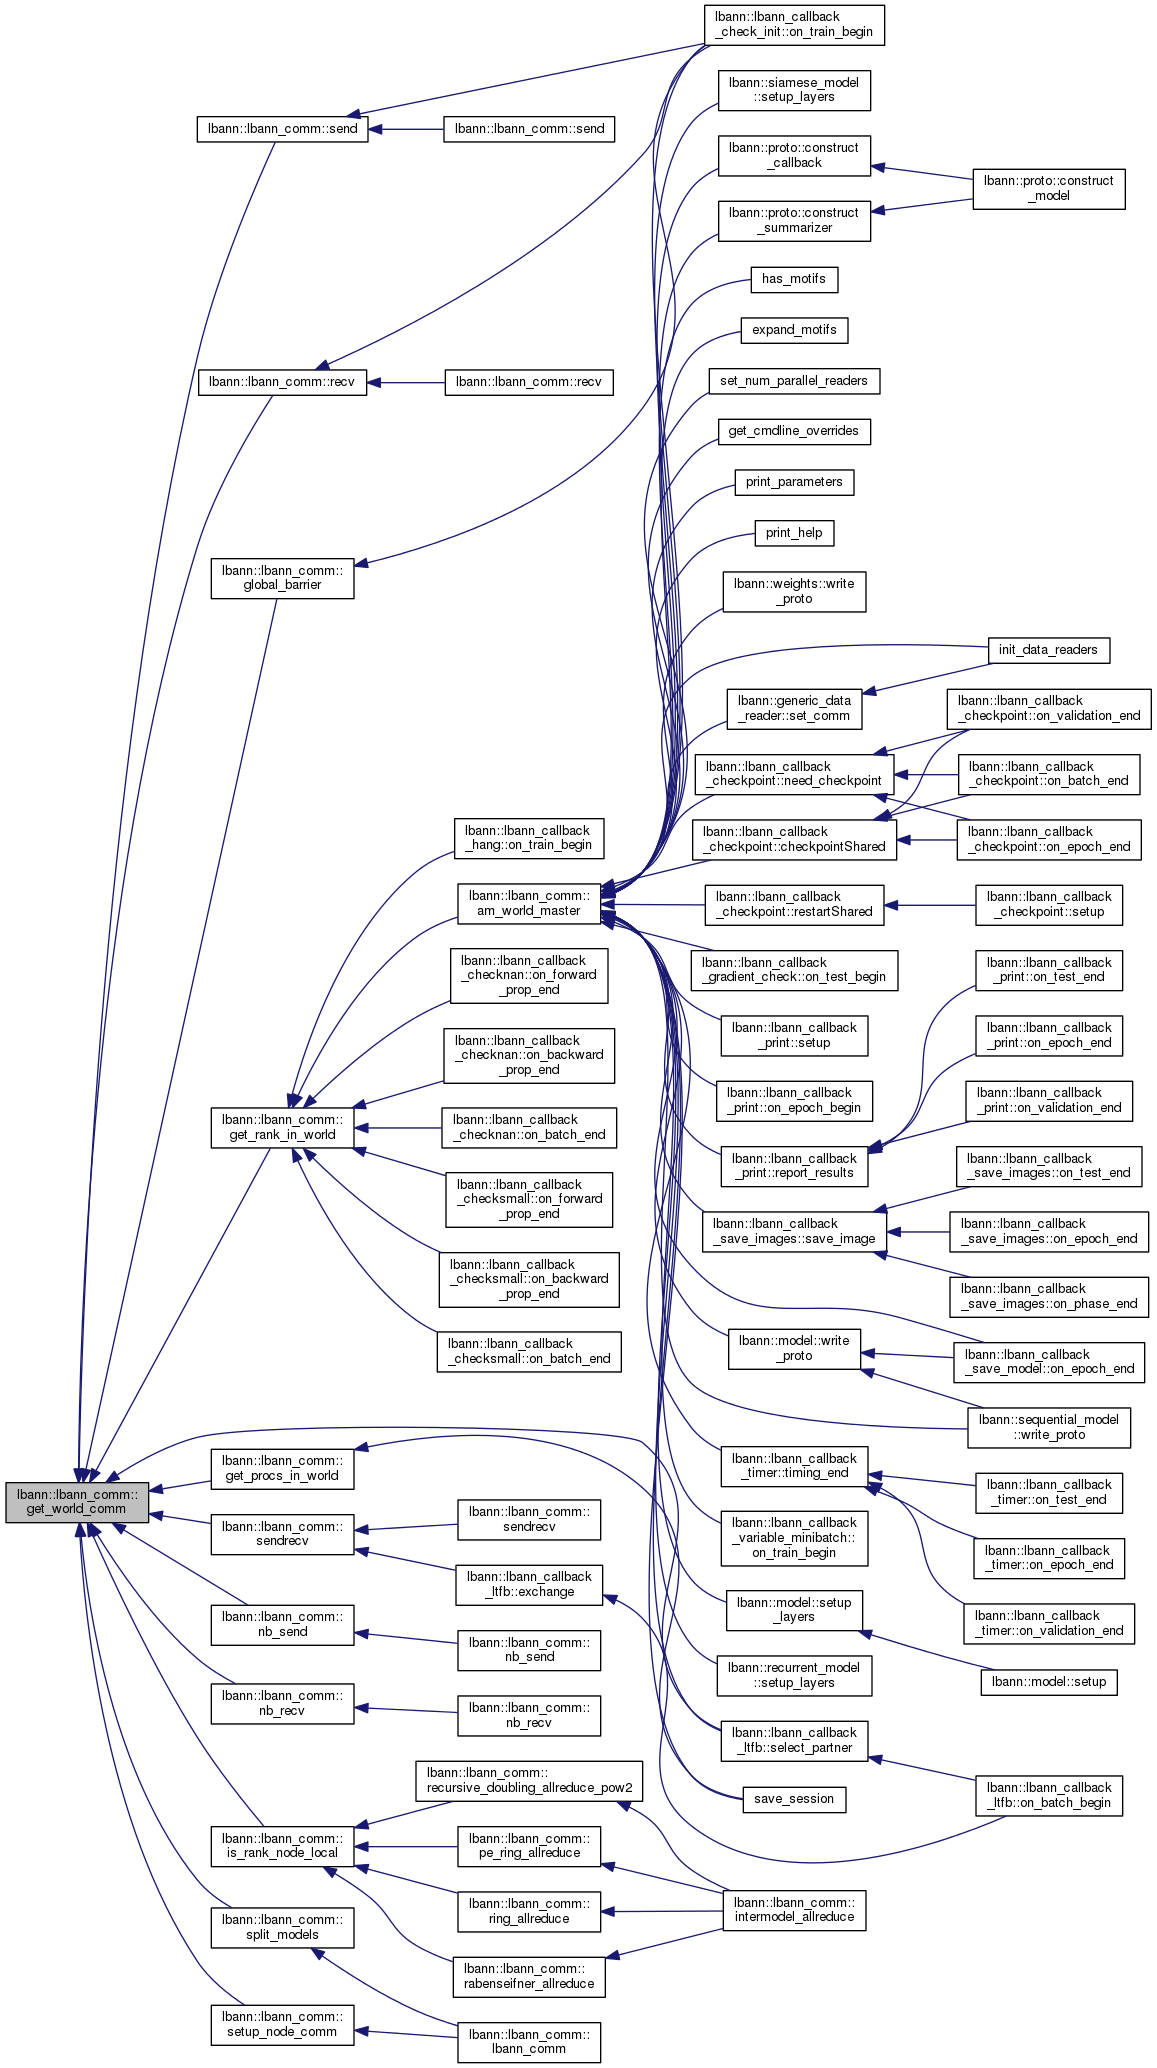 lbann::lbann_callback
_check_init::on_train_begin
lbann::siamese_model
::setup_layers
lbann::lbann_comm::send
lbann::lbann_comm::send
lbann::proto::construct
_callback
lbann::proto::construct
_model
lbann::proto::construct
_summarizer
has_motifs
expand_motifs
lbann::lbann_comm::recv
lbann::lbann_comm::recv
set_num_parallel_readers
get_cmdline_overrides
print_parameters
print_help
lbann::lbann_comm::
global_barrier
lbann::weights::write
_proto
init_data_readers
lbann::generic_data
_reader::set_comm
lbann::lbann_callback
_checkpoint::on_validation_end
lbann::lbann_callback
_checkpoint::need_checkpoint
lbann::lbann_callback
_checkpoint::on_batch_end
lbann::lbann_callback
_hang::on_train_begin
lbann::lbann_callback
_checkpoint::checkpointShared
lbann::lbann_callback
_checkpoint::on_epoch_end
lbann::lbann_comm::
am_world_master
lbann::lbann_callback
_checkpoint::restartShared
lbann::lbann_callback
_checkpoint::setup
lbann::lbann_callback
_checknan::on_forward
_prop_end
lbann::lbann_callback
_gradient_check::on_test_begin
lbann::lbann_callback
_print::on_test_end
lbann::lbann_callback
_checknan::on_backward
_prop_end
lbann::lbann_callback
_print::setup
lbann::lbann_callback
_print::on_epoch_end
lbann::lbann_comm::
get_rank_in_world
lbann::lbann_callback
_checknan::on_batch_end
lbann::lbann_callback
_print::on_epoch_begin
lbann::lbann_callback
_print::on_validation_end
lbann::lbann_callback
_checksmall::on_forward
_prop_end
lbann::lbann_callback
_print::report_results
lbann::lbann_callback
_save_images::on_test_end
lbann::lbann_callback
_save_images::save_image
lbann::lbann_callback
_save_images::on_epoch_end
lbann::lbann_callback
_checksmall::on_backward
_prop_end
lbann::lbann_callback
_save_images::on_phase_end
lbann::lbann_callback
_checksmall::on_batch_end
lbann::model::write
_proto
lbann::lbann_callback
_save_model::on_epoch_end
lbann::sequential_model
::write_proto
lbann::lbann_comm::
get_world_comm
lbann::lbann_comm::
get_procs_in_world
lbann::lbann_callback
_timer::timing_end
lbann::lbann_callback
_timer::on_test_end
lbann::lbann_comm::
sendrecv
lbann::lbann_comm::
sendrecv
lbann::lbann_callback
_variable_minibatch::
on_train_begin
lbann::lbann_callback
_timer::on_epoch_end
lbann::lbann_callback
_ltfb::exchange
lbann::model::setup
_layers
lbann::lbann_callback
_timer::on_validation_end
lbann::lbann_comm::
nb_send
lbann::lbann_comm::
nb_send
lbann::recurrent_model
::setup_layers
lbann::model::setup
lbann::lbann_comm::
nb_recv
lbann::lbann_comm::
nb_recv
lbann::lbann_callback
_ltfb::select_partner
lbann::lbann_comm::
recursive_doubling_allreduce_pow2
save_session
lbann::lbann_callback
_ltfb::on_batch_begin
lbann::lbann_comm::
is_rank_node_local
lbann::lbann_comm::
pe_ring_allreduce
lbann::lbann_comm::
ring_allreduce
lbann::lbann_comm::
intermodel_allreduce
lbann::lbann_comm::
split_models
lbann::lbann_comm::
rabenseifner_allreduce
lbann::lbann_comm::
setup_node_comm
lbann::lbann_comm::
lbann_comm